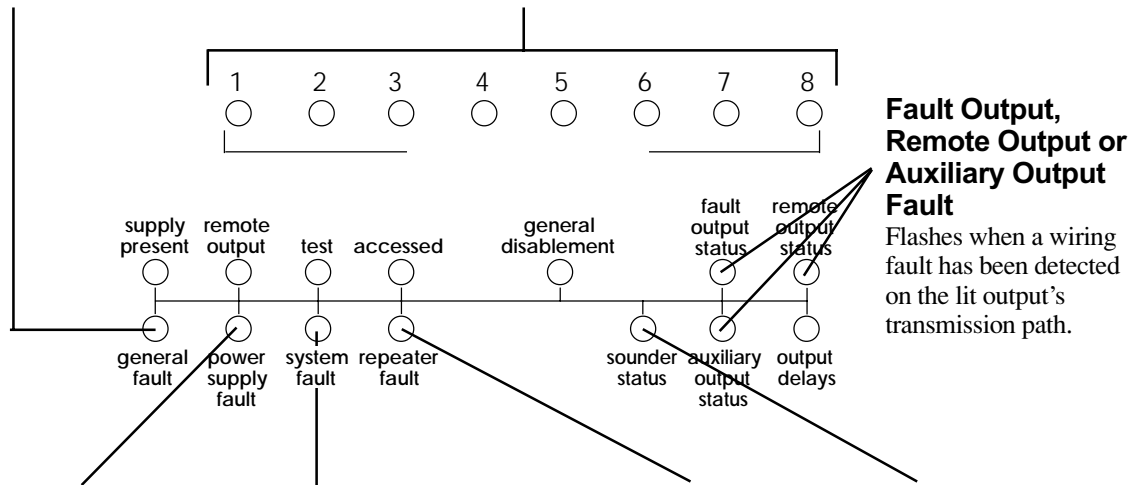 1 2 3 4 5 6 7 8
Fault Output,
Remote Output or
Auxiliary Output
Fault
Flashes when a wiring
fault has been detected
on the lit output’s
transmission path.
supply
present
remote
output
test
accessed
general
disablement
fault
output
status
remote
output
status
general
fault
power
supply
fault
system
fault
repeater
fault
sounder
status
auxiliary
output
status
output
delays